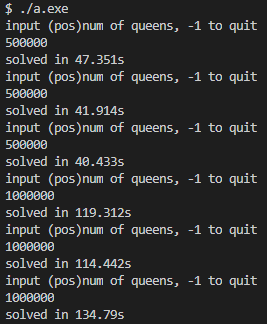 $ ./a.exe
input (pos)num of queens, -1 to quit
500000
solved in 47.351s
input (pos)num of queens, -1 to quit
500000
solved in 41.914s
input (pos)num of queens, -1 to quit
500000
solved in 40.433s
input (pos)num of queens, -1 to quit
1000000
solved in 119.312s
input (pos)num of queens, -1 to quit
1000000
solved in 114.442s
input (pos)num of queens, -1 to quit
1000000
solved in 134.79s